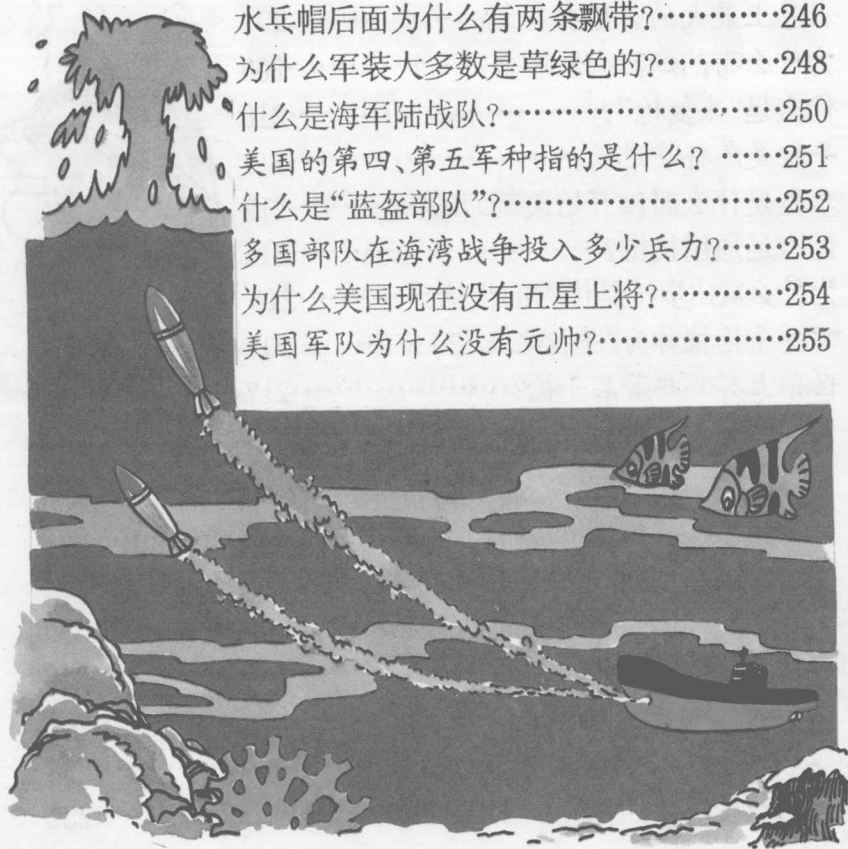 水兵帽后面为什么有两条飘带?…………246
为什么军装大多数是草绿色的?…………248
什么是海军陆战队?……………………250
美国的第四、第五军种指的是什么? ……251
什么是“蓝盔部队”?……………………252
多国部队在海湾战争投入多少兵力?……253
为什么美国现在没有五星上将?…………254
美国军队为什么没有元帅?………………255